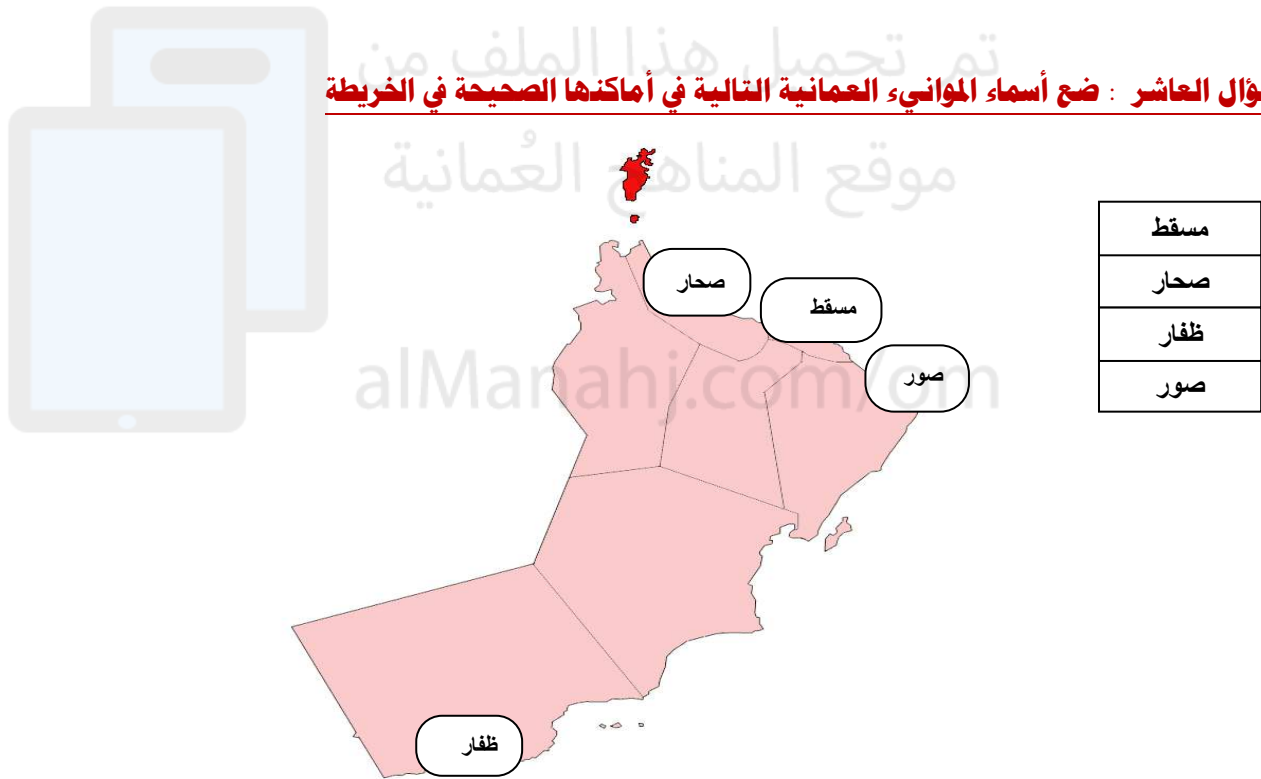 تم تحميل هذا الملف من
ؤال العاشر : ضع أسماء الموانيء العمانية التالية في أماكنها الصحيحة في الخريطة
موقع المناهج العُمانية
مسقط
صحار
ظفار
صور
صحار
مسقط
صور
alManahj.com/om
ظفار